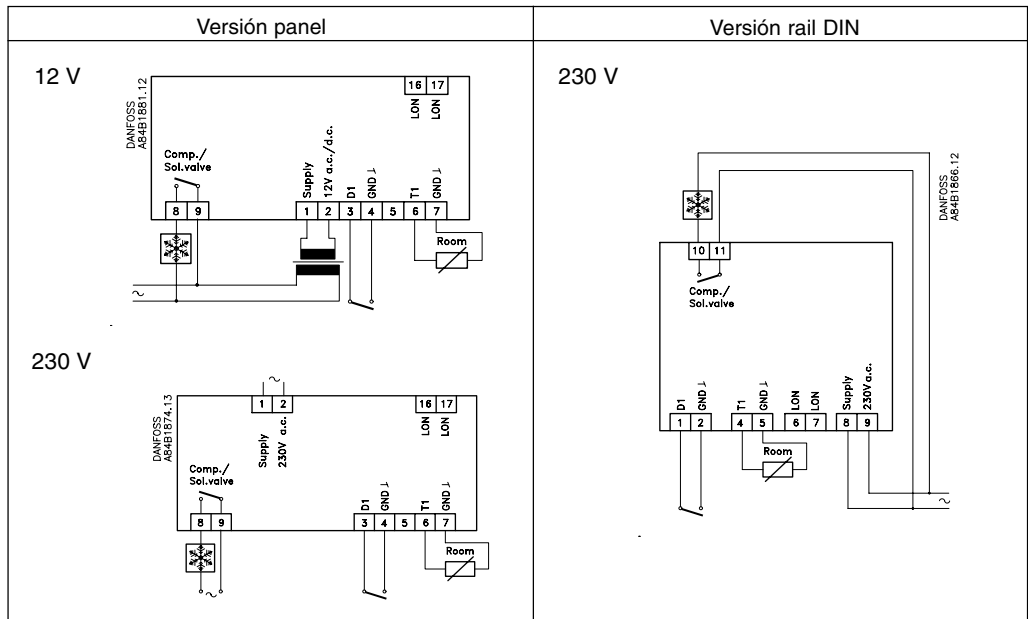 Versión panel
Versión rail DIN
12 V
DANFOSS
A84B1881.12
16 17
LON
LON
Comp./
Sol.valve
Supply
12V a.c./d.c.
D1
GND ⏊
T1
GND ⏊
8 9
1 2 3 4 5 6 7
Room
~
230 V
~
1 2
16 17
DANFOSS
A84B1874.13
Supply
230V a.c.
LON
LON
Comp./
Sol.valve
D1
GND ⏊
T1
GND ⏊
8 9
3 4 5 6 7
Room
~
230 V
DANFOSS
A84B1866.12
10 11
Comp./
Sol.valve
D1
GND ⏊
T1
GND ⏊
LON
LON
Supply
230V a.c.
1 2
4 5
6 7
8 9
Room
~